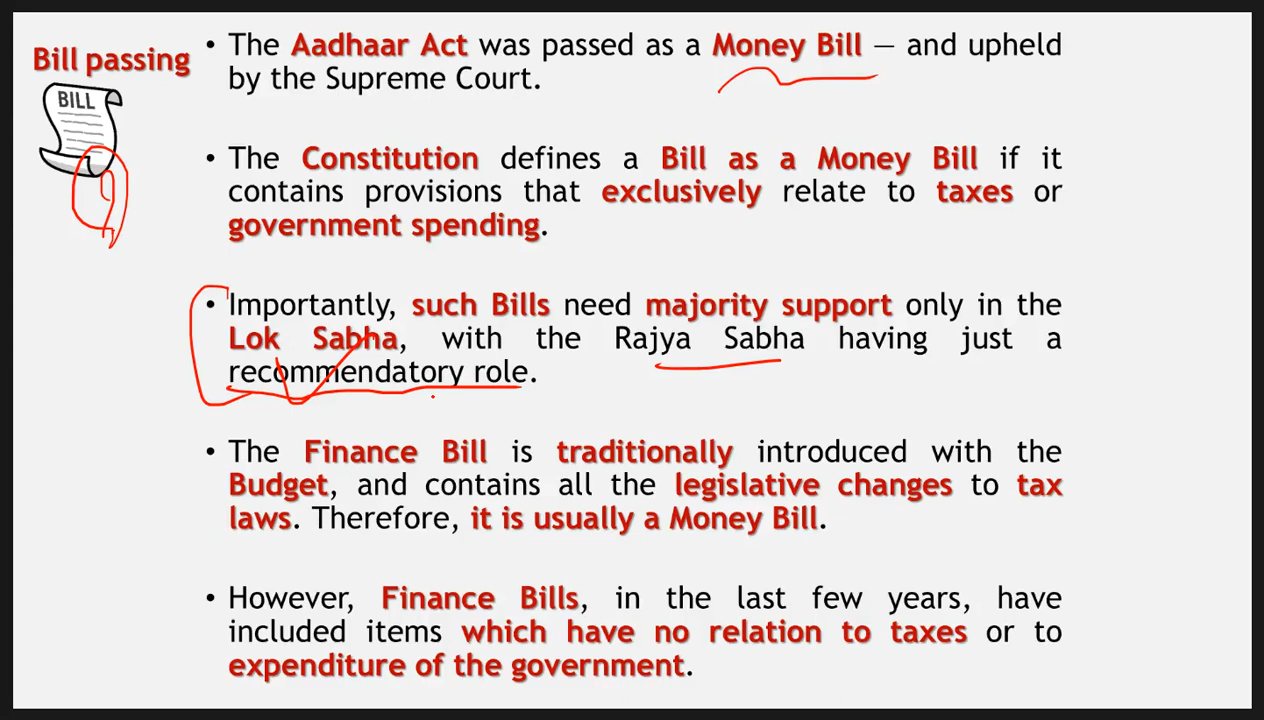 Bill passing
BILL
• The Aadhaar Act was passed as a Money Bill — and upheld
by the Supreme Court.
• The Constitution defines a Bill as a Money Bill if it
contains provisions that exclusively relate to taxes or
government spending.
• Importantly, such Bills need majority support only in the
Lok Sabha, with the Rajya Sabha having just a
recommendatory role.
• The Finance Bill is traditionally introduced with the
Budget, and contains all the legislative changes to tax
laws. Therefore, it is usually a Money Bill.
• However, Finance Bills, in the last few years, have
included items which have no relation to taxes or to
expenditure of the government.